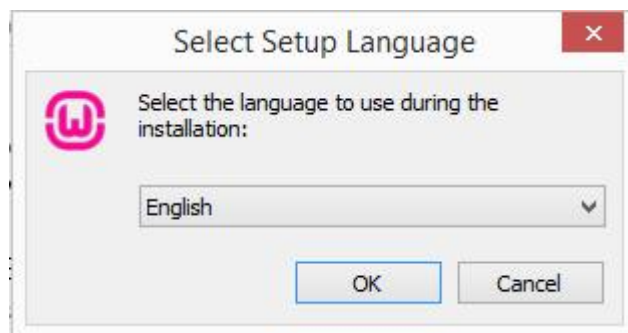 Select Setup Language
Select the language to use during the
installation:
English
OK
Cancel